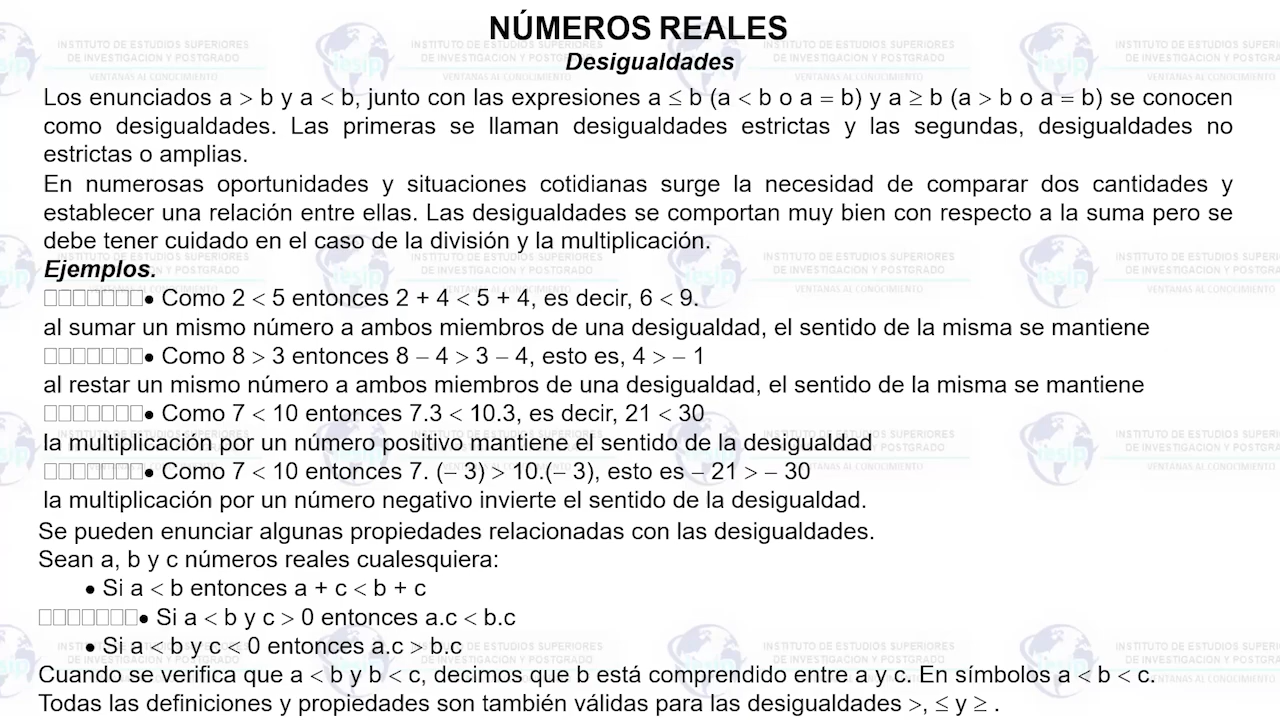 NÚMEROS REALES
Desigualdades
Los enunciados a > b y a < b, junto con las expresiones a ≤ b (a < b o a = b) y a ≥ b (a > b o a = b) se conocen
como desigualdades. Las primeras se llaman desigualdades estrictas y las segundas, desigualdades no
estrictas o amplias.
En numerosas oportunidades y situaciones cotidianas surge la necesidad de comparar dos cantidades y
establecer una relación entre ellas. Las desigualdades se comportan muy bien con respecto a la suma pero se
debe tener cuidado en el caso de la división y la multiplicación.
Ejemplos.
□□□□□□□• Como 2 < 5 entonces 2 + 4 < 5 + 4, es decir, 6 < 9.
al sumar un mismo número a ambos miembros de una desigualdad, el sentido de la misma se mantiene
□□□□□□□• Como 8 > 3 entonces 8 – 4 > 3 – 4, esto es, 4 > – 1
al restar un mismo número a ambos miembros de una desigualdad, el sentido de la misma se mantiene
□□□□□□□• Como 7 < 10 entonces 7.3 < 10.3, es decir, 21 < 30
la multiplicación por un número positivo mantiene el sentido de la desigualdad
□□□□□□□• Como 7 < 10 entonces 7. (– 3) > 10.(– 3), esto es – 21 > – 30
la multiplicación por un número negativo invierte el sentido de la desigualdad.
Se pueden enunciar algunas propiedades relacionadas con las desigualdades.
Sean a, b y c números reales cualesquiera:
• Si a < b entonces a + c < b + c
□□□□□□□• Si a < b y c > 0 entonces a.c < b.c
• Si a < b y c < 0 entonces a.c > b.c
Cuando se verifica que a < b y b < c, decimos que b está comprendido entre a y c. En símbolos a < b < c.
Todas las definiciones y propiedades son también válidas para las desigualdades >, ≤ y ≥ .
iesip
INSTITUTO DE ESTUDIOS SUPERIORES
DE INVESTIGACIÓN Y POSTGRADO
VENTANAS AL CONOCIMIENTO